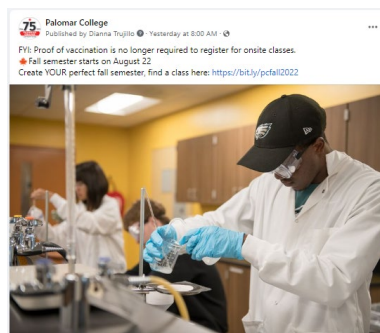 75
Palomar College
Published by Dianna Trujillo · Yesterday at 8:00 AM ·
FYI: Proof of vaccination is no longer required to register for onsite classes.
🍁Fall semester starts on August 22
Create YOUR perfect fall semester, find a class here: https://bit.ly/pcfall2022